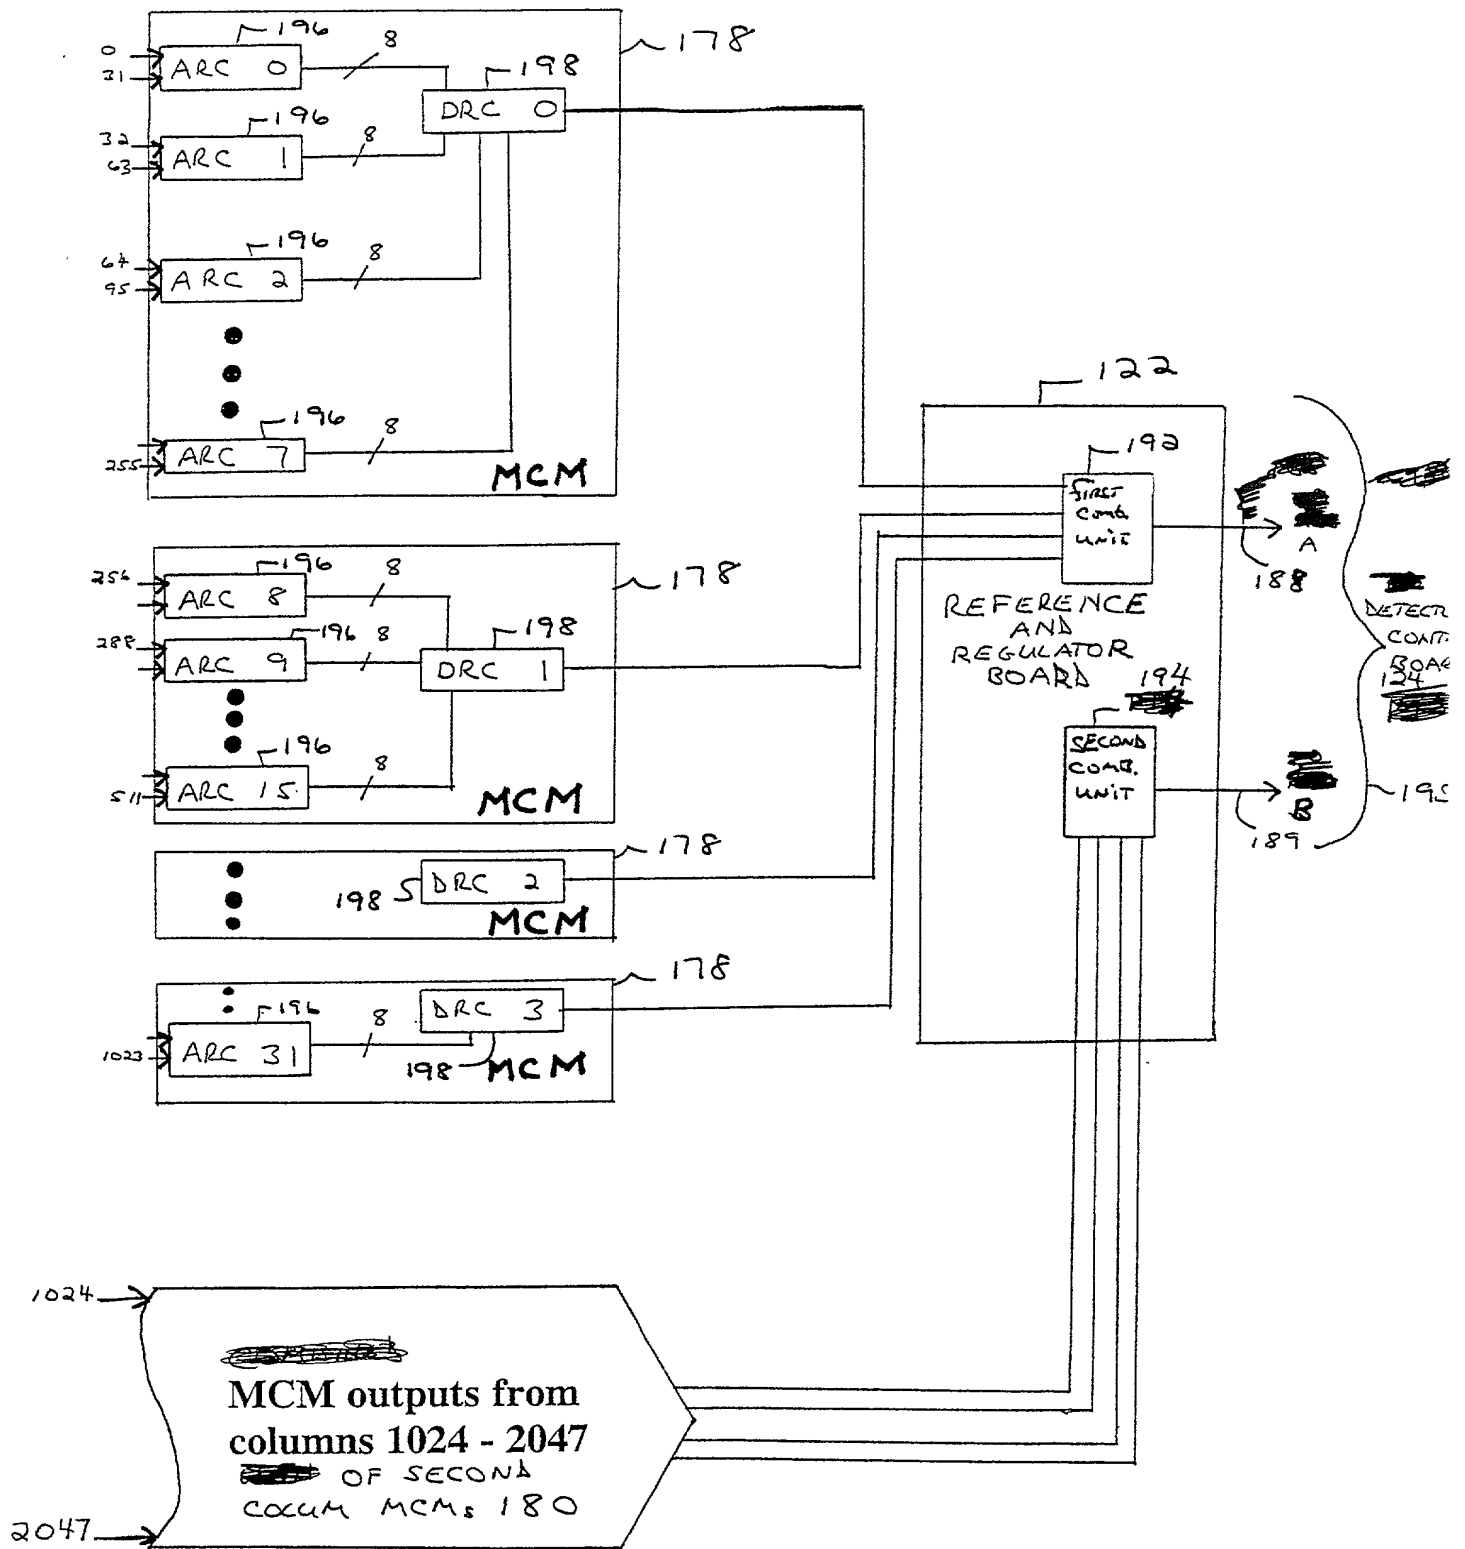 196
8
178
0
31
ARC 0
198
DRC 0
196
32
63
ARC 1
8
196
64
95
ARC 2
8
196
255
ARC 7
8
MCM
122
192
FIRST
COMB.
UNIT
A
188
REFERENCE
AND
REGULATOR
BOARD
194
SECOND
COMB.
UNIT
B
189
DETECTR
CONT.
BOA
124
256
196
ARC 8
8
178
288
196
ARC 9
8
198
DRC 1
196
511
ARC 15.
8
MCM
178
198
DRC 2
MCM
178
196
1023
ARC 31
8
DRC 3
198
MCM
1024
MCM outputs from
columns 1024 - 2047
OF SECOND
COCUM MCMs 180
2047